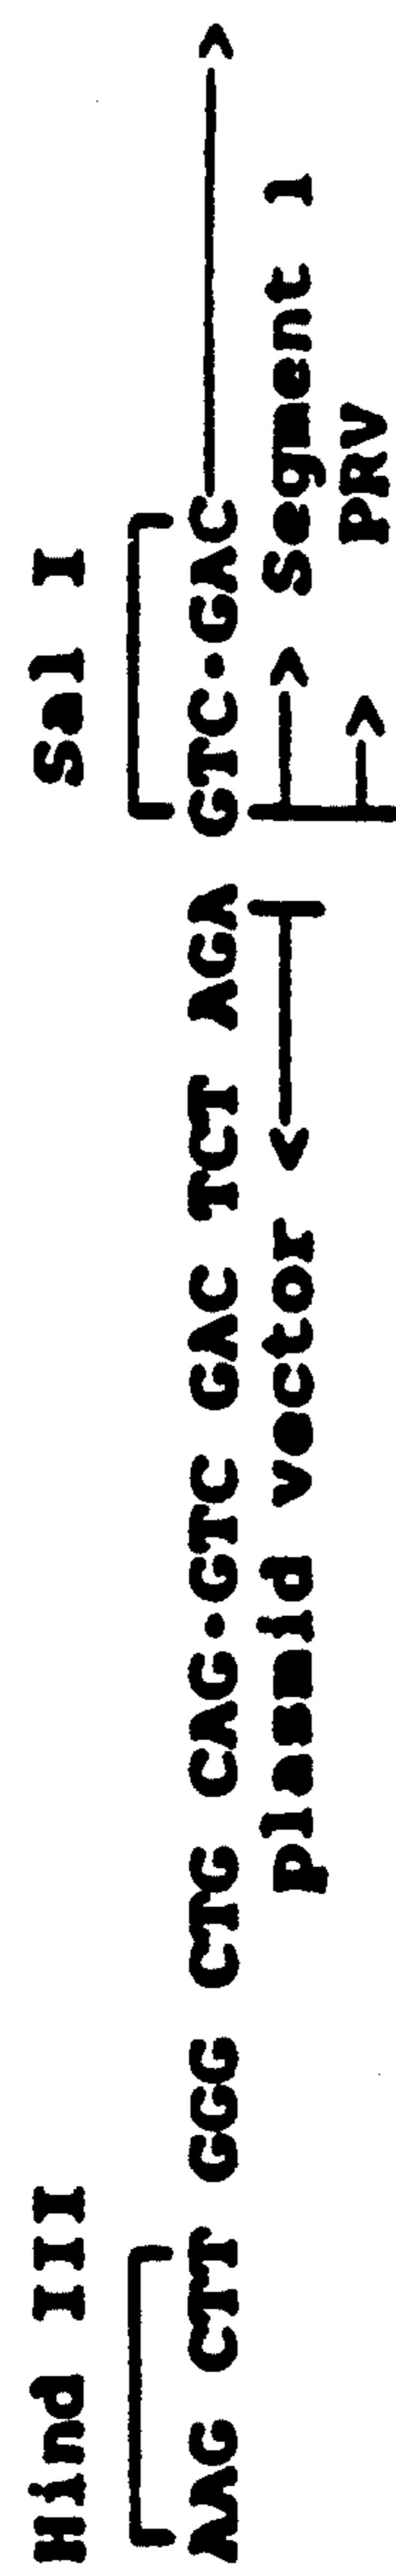 Hind III Sal I
AAG CTT GGG CTG CAG·GTC GAC TCT AGA GTC·GAC
plasmid vector < > Segment 1
> PRV